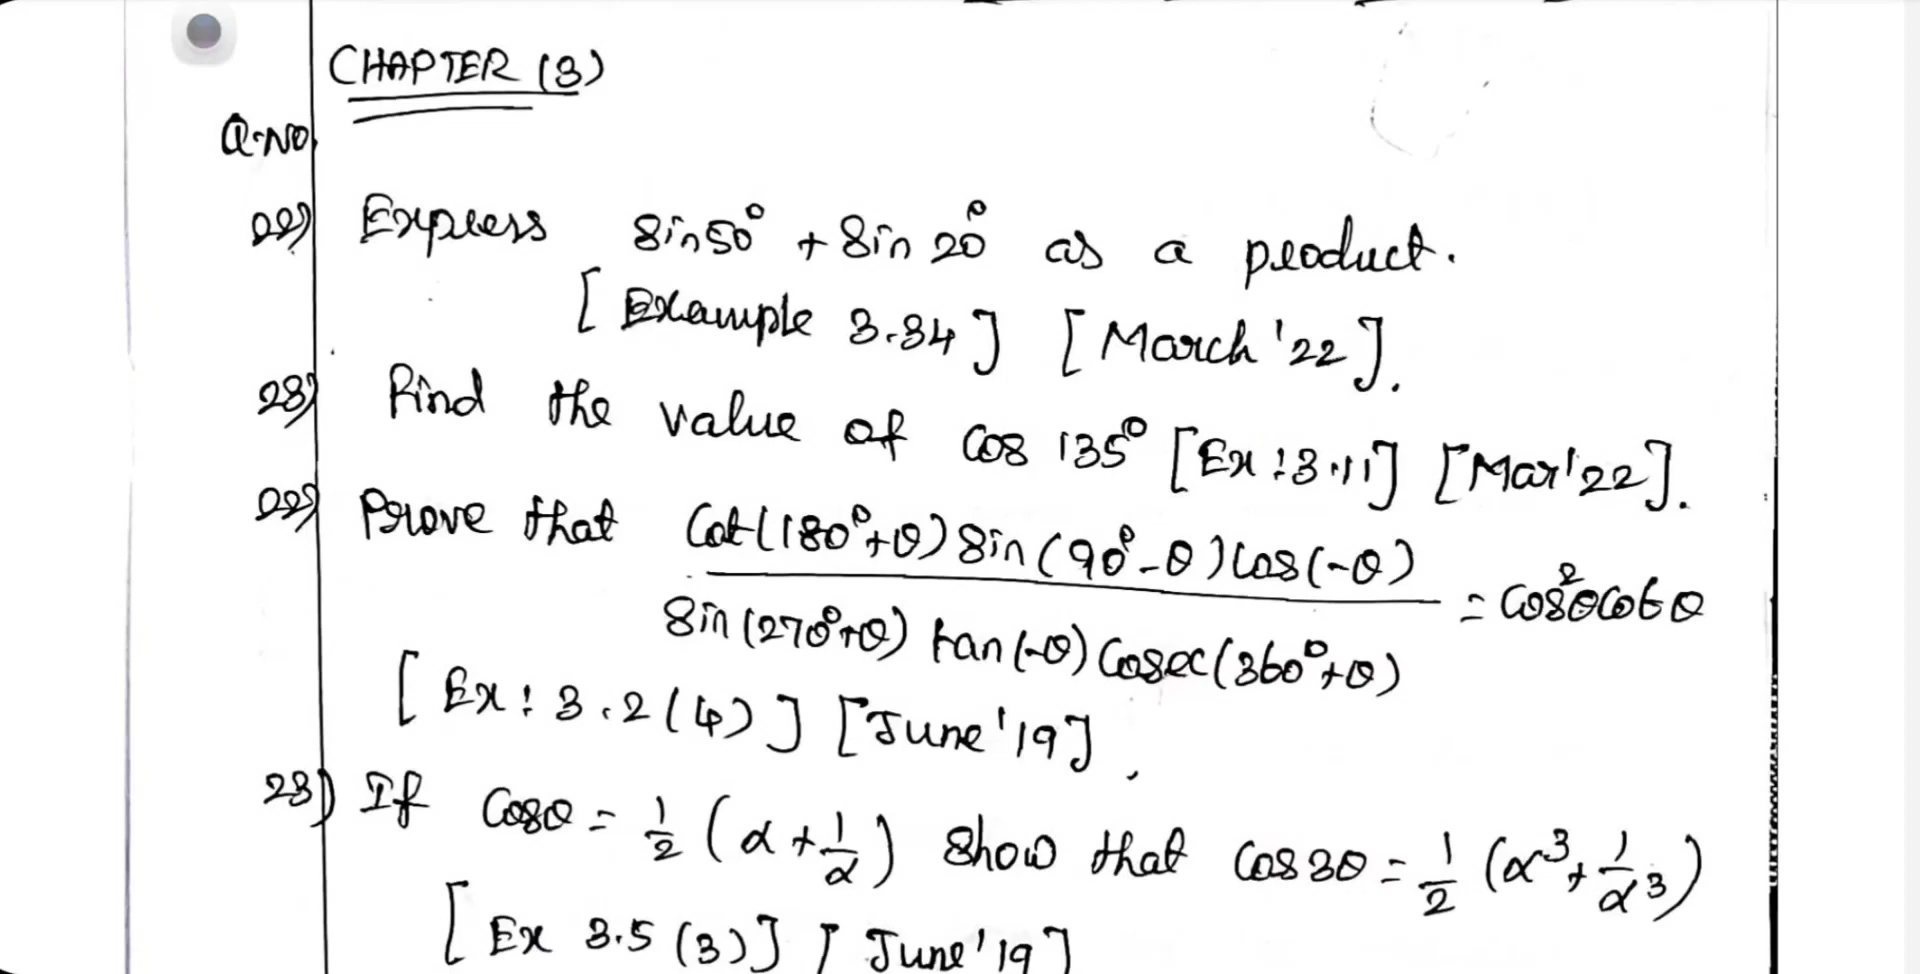 CHAPTER (3)
Q.NO
22) Express sin50° + sin 20° as a product.
[Example 3.34] [March '22].
23) Find the value of cos 135° [Ex: 3.11] [Mar'22].
22) Prove that Cot(180°+θ) sin(90°-θ) cos(-θ)
sin(270°+θ) tan(-θ) Cosec(360°+θ) = cos²θ cotθ
[Ex: 3.2(4)] [June'19].
23) If Cosθ = 1/2 (α + 1/α) show that Cos3θ = 1/2 (α³ + 1/α³)
[Ex 3.5 (3)] [June'19]